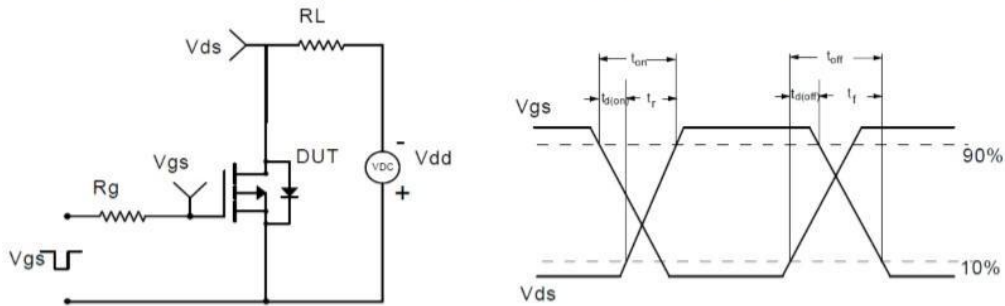 RL
Vds
Vgs
DUT
-
Vdd
VDC
+
Rg
Vgs
ton
toff
td(on)
tr
td(off)
tf
Vgs
90%
10%
Vds